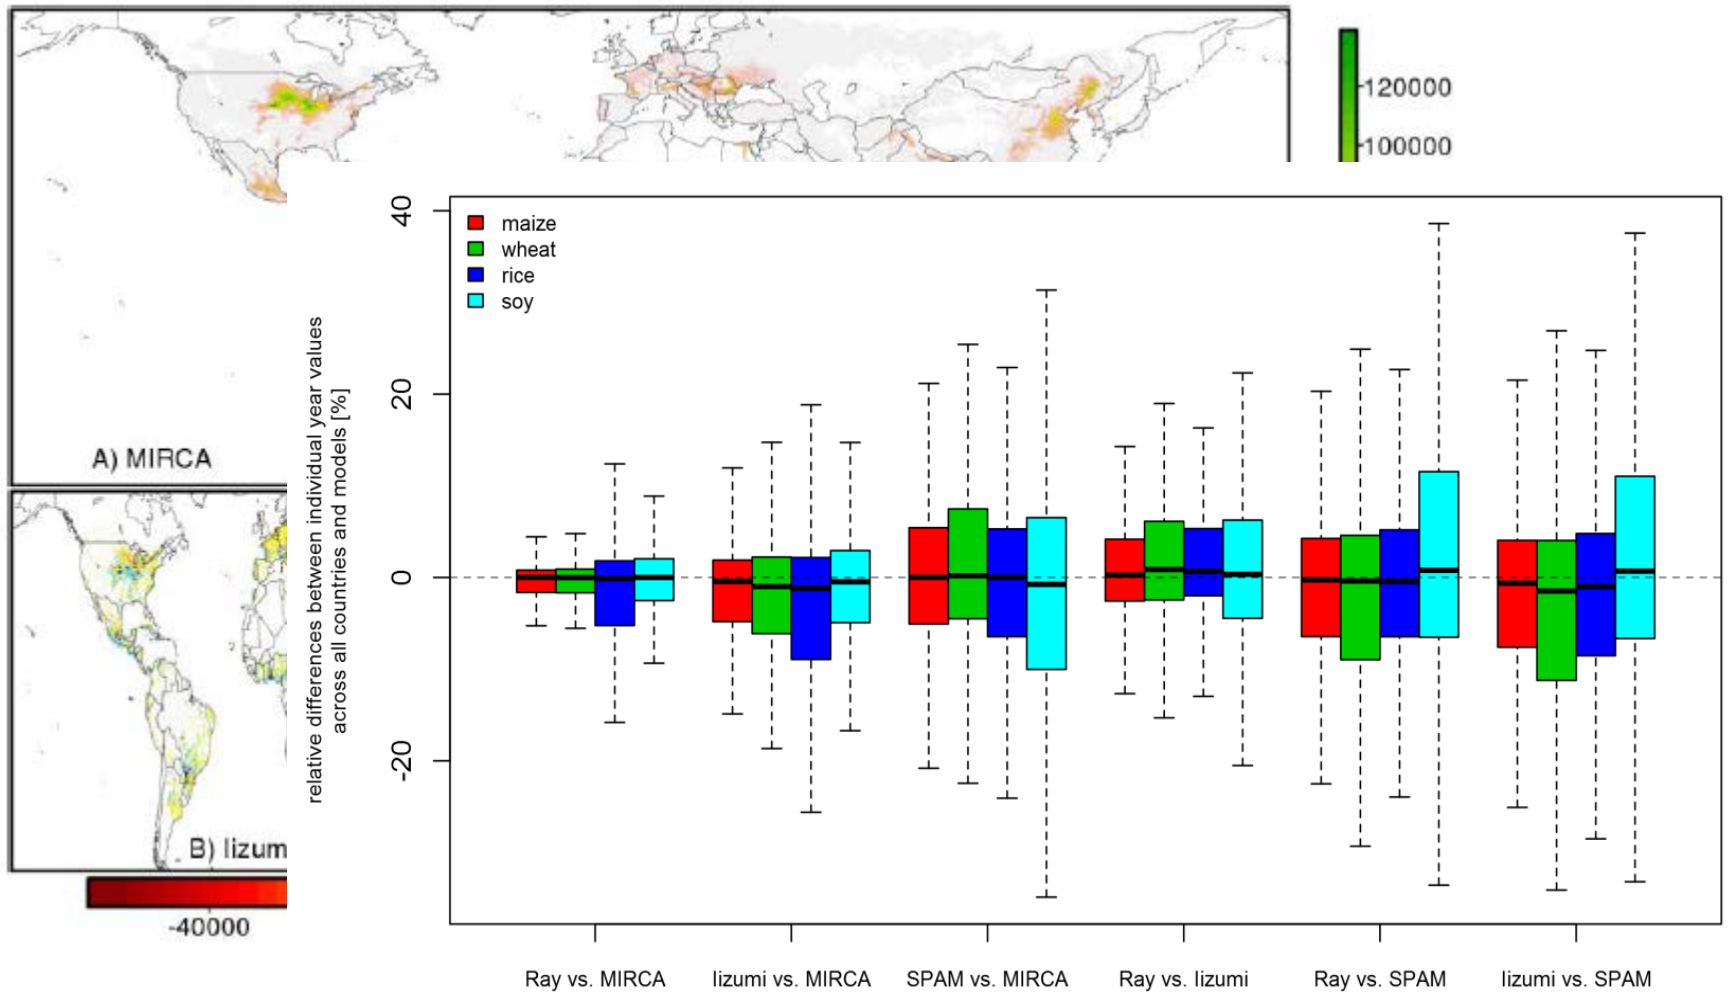 120000
100000
A) MIRCA
B) Iizum
-40000
40
20
0
-20
relative differences between individual year values
across all countries and models [%]
maize
wheat
rice
soy
Ray vs. MIRCA
Iizumi vs. MIRCA
SPAM vs. MIRCA
Ray vs. Iizumi
Ray vs. SPAM
Iizumi vs. SPAM